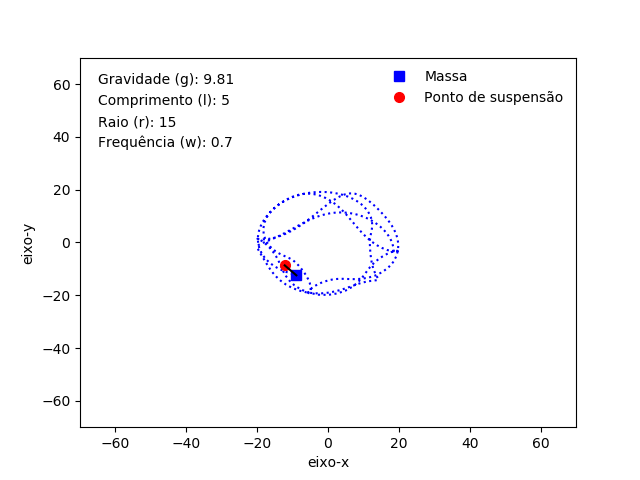 Gravidade (g): 9.81
Comprimento (l): 5
Raio (r): 15
Frequência (w): 0.7
Massa
Ponto de suspensão
eixo-y
60
40
20
0
−20
−40
−60
−60 −40 −20 0 20 40 60
eixo-x